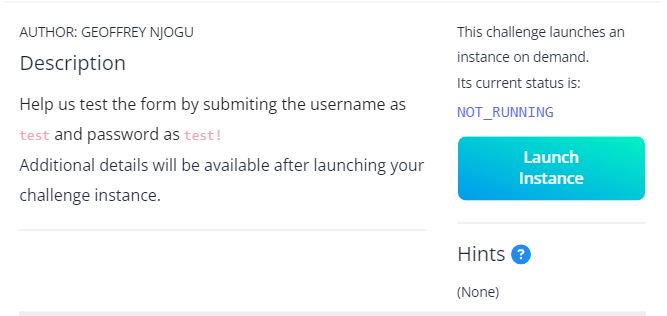 AUTHOR: GEOFFREY NJOGU
Description
Help us test the form by submiting the username as
test and password as test!
Additional details will be available after launching your
challenge instance.
This challenge launches an
instance on demand.
Its current status is:
NOT_RUNNING
Launch
Instance
Hints ?
(None)